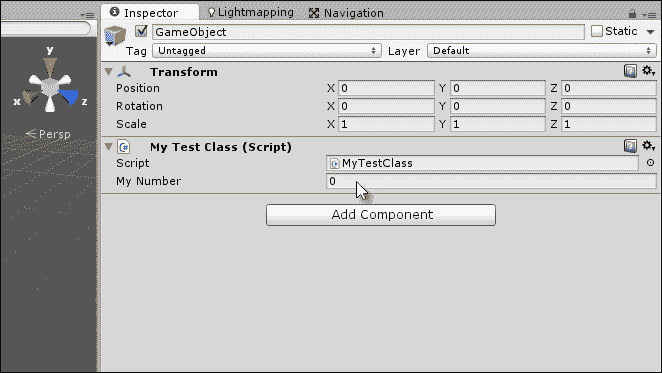 Inspector Lightmapping Navigation
GameObject Static
Tag Untagged Layer Default
Transform
Position X 0 Y 0 Z 0
Rotation X 0 Y 0 Z 0
Scale X 1 Y 1 Z 1
My Test Class (Script)
Script MyTestClass
My Number 0
Add Component
y
x z
Persp